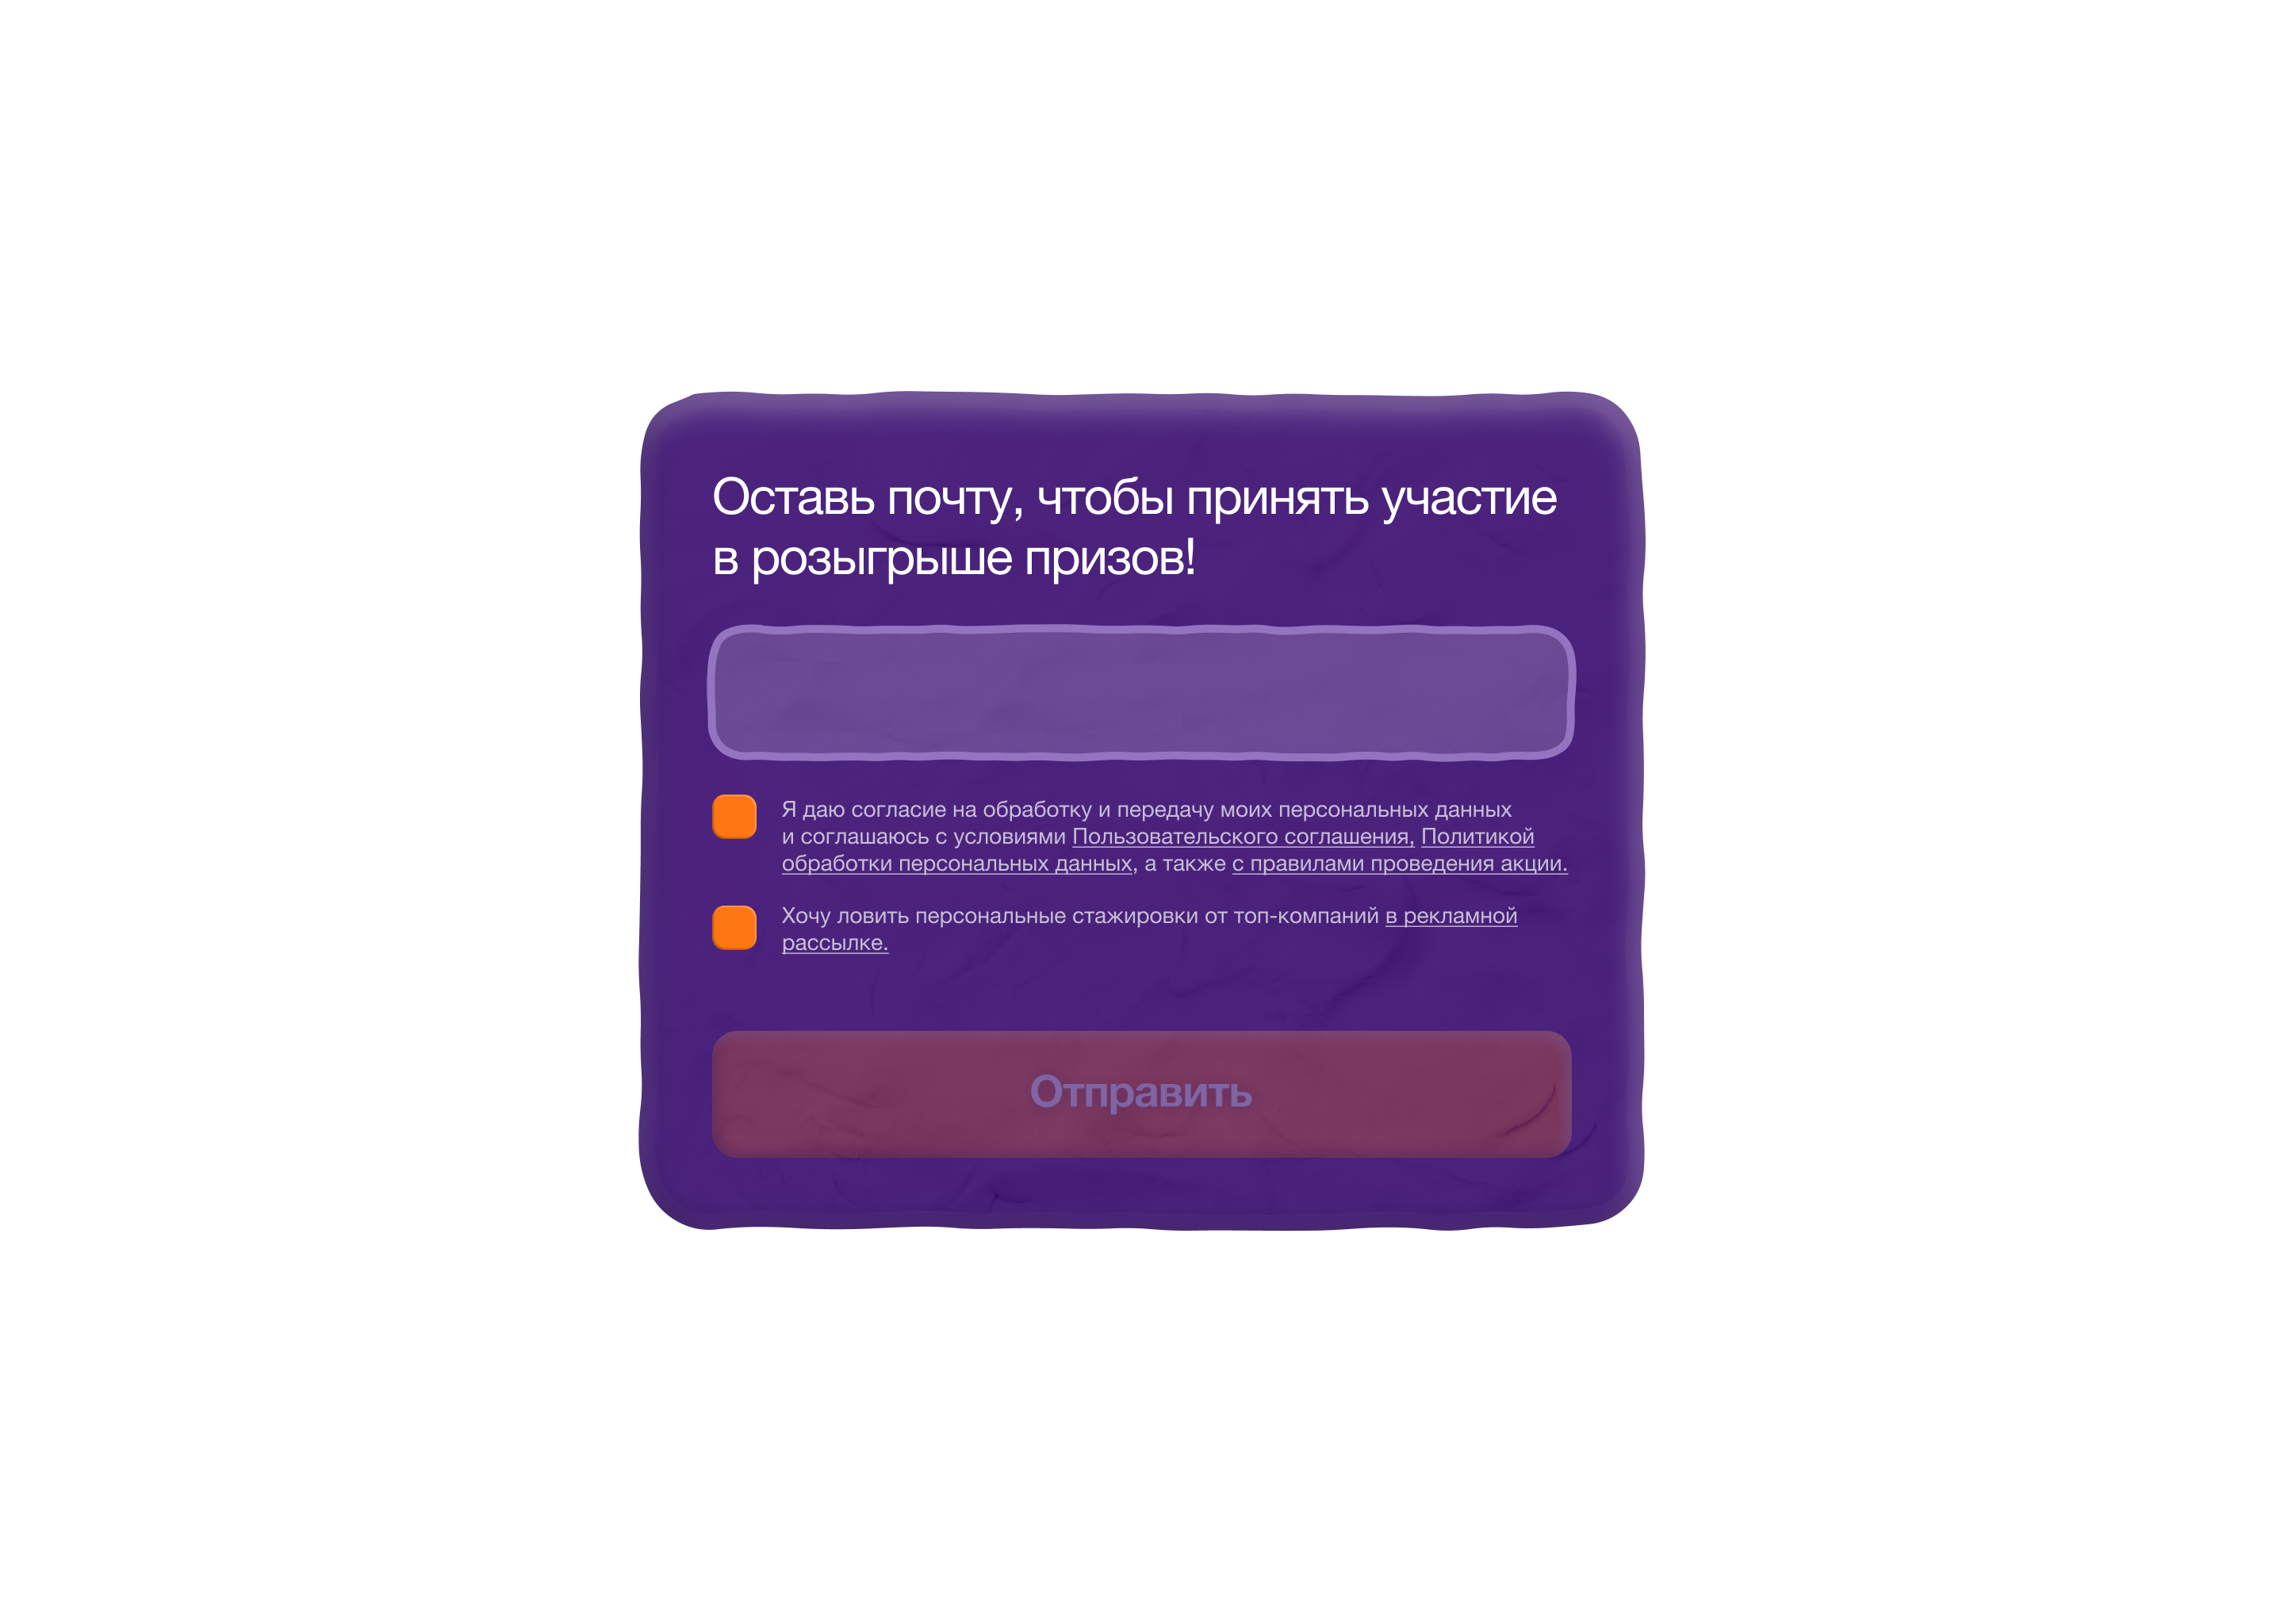 Оставь почту, чтобы принять участие
в розыгрыше призов!
Я даю согласие на обработку и передачу моих персональных данных
и соглашаюсь с условиями Пользовательского соглашения, Политикой
обработки персональных данных, а также с правилами проведения акции.
Хочу ловить персональные стажировки от топ-компаний в рекламной
рассылке.
Отправить